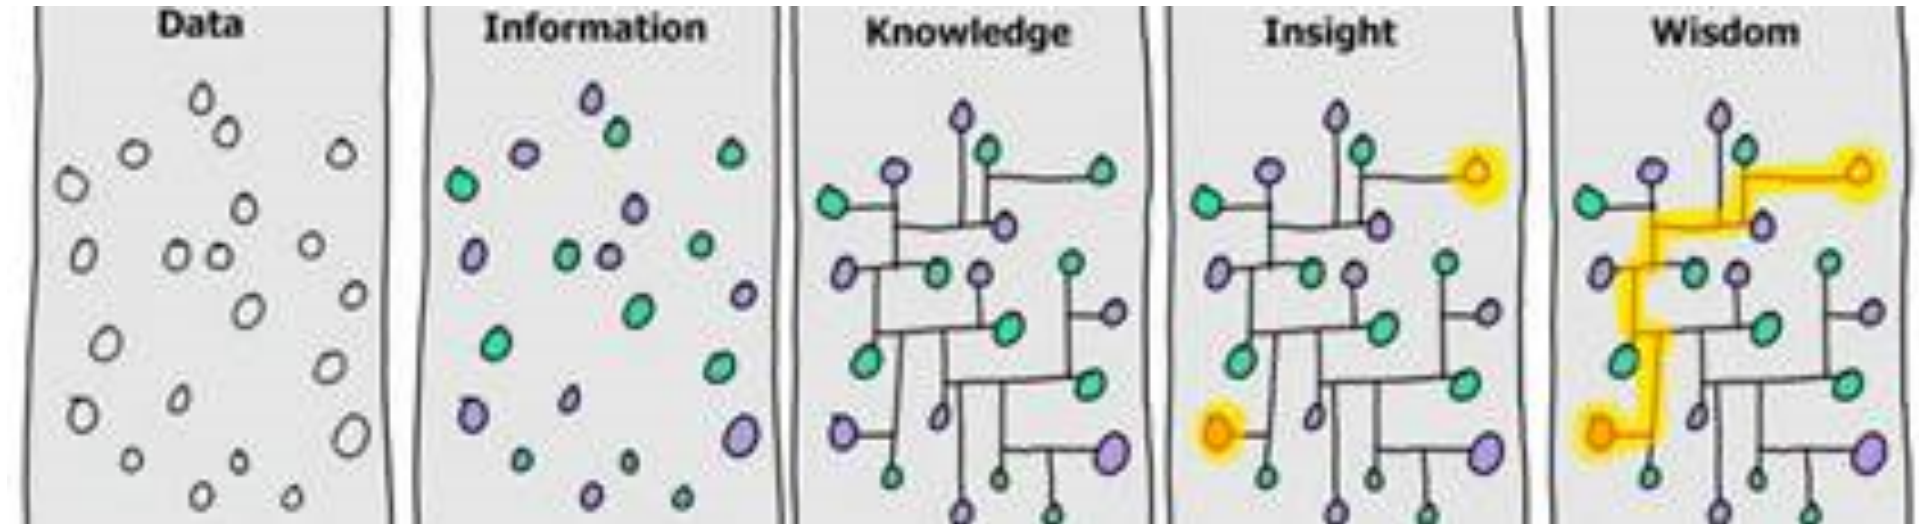 Data
Information
Knowledge
Insight
Wisdom